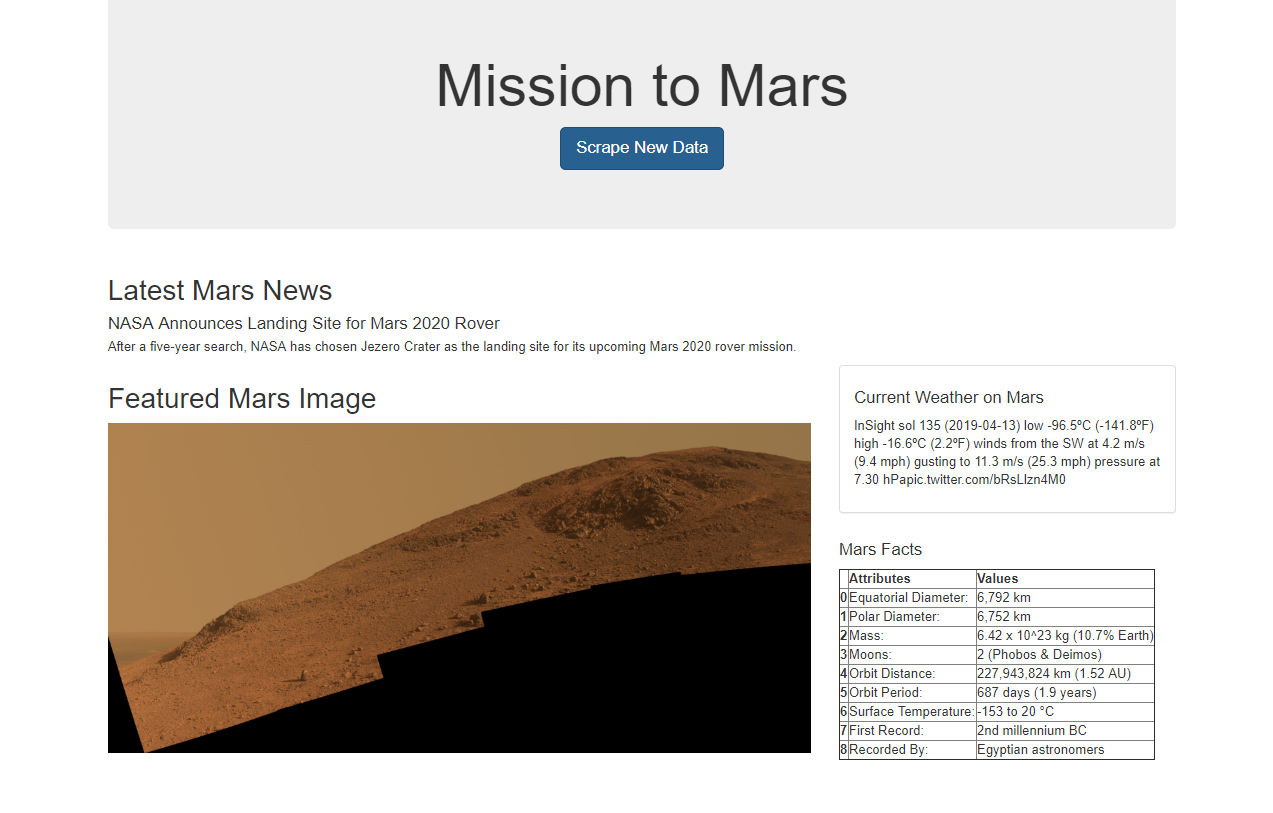 Mission to Mars
Scrape New Data
Latest Mars News
NASA Announces Landing Site for Mars 2020 Rover
After a five-year search, NASA has chosen Jezero Crater as the landing site for its upcoming Mars 2020 rover mission.
Featured Mars Image
Current Weather on Mars
InSight sol 135 (2019-04-13) low -96.5ºC (-141.8ºF)
high -16.6ºC (2.2ºF) winds from the SW at 4.2 m/s
(9.4 mph) gusting to 11.3 m/s (25.3 mph) pressure at
7.30 hPapic.twitter.com/bRsLIzn4M0
Mars Facts
Attributes Values
0 Equatorial Diameter: 6,792 km
1 Polar Diameter: 6,752 km
2 Mass: 6.42 x 10^23 kg (10.7% Earth)
3 Moons: 2 (Phobos & Deimos)
4 Orbit Distance: 227,943,824 km (1.52 AU)
5 Orbit Period: 687 days (1.9 years)
6 Surface Temperature: -153 to 20 °C
7 First Record: 2nd millennium BC
8 Recorded By: Egyptian astronomers